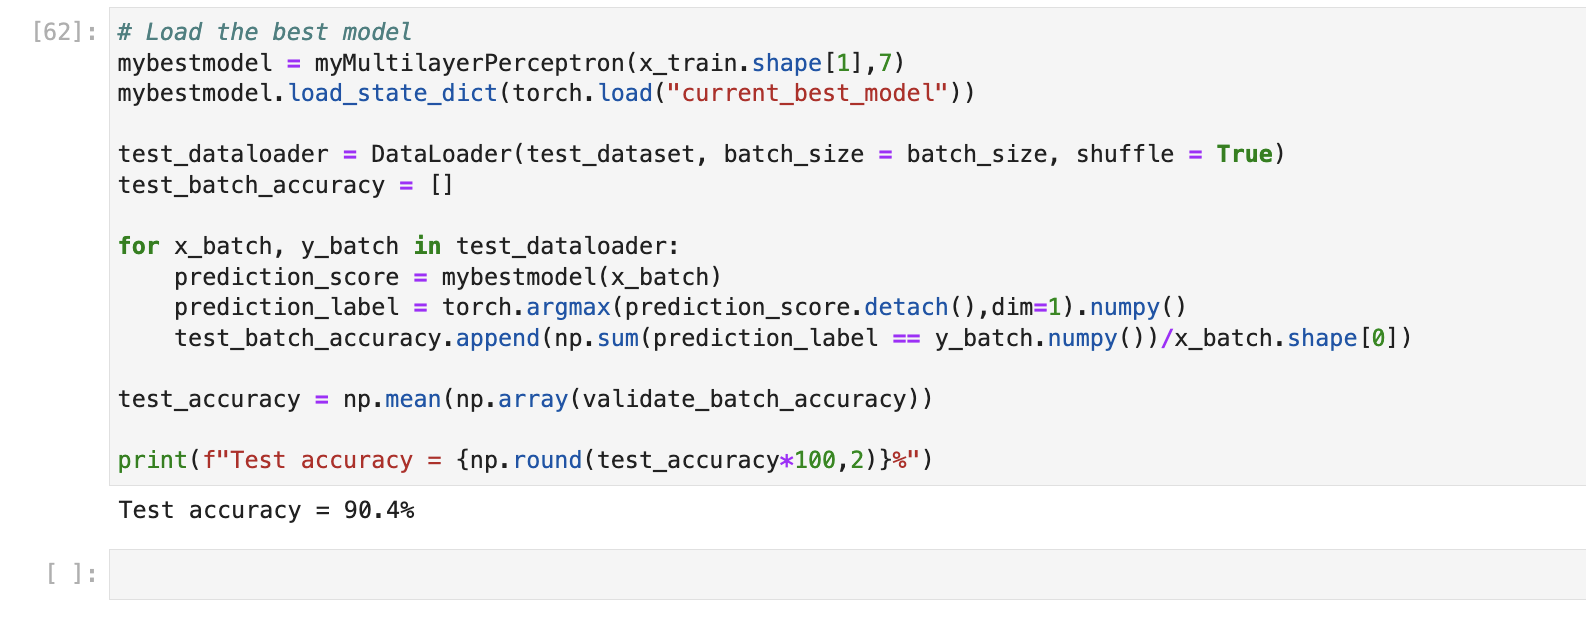 [62]: # Load the best model
mybestmodel = myMultilayerPerceptron(x_train.shape[1],7)
mybestmodel.load_state_dict(torch.load("current_best_model"))
test_dataloader = DataLoader(test_dataset, batch_size = batch_size, shuffle = True)
test_batch_accuracy = []
for x_batch, y_batch in test_dataloader:
    prediction_score = mybestmodel(x_batch)
    prediction_label = torch.argmax(prediction_score.detach(),dim=1).numpy()
    test_batch_accuracy.append(np.sum(prediction_label == y_batch.numpy())/x_batch.shape[0])
test_accuracy = np.mean(np.array(validate_batch_accuracy))
print(f"Test accuracy = {np.round(test_accuracy*100,2)}%")
Test accuracy = 90.4%
[ ]: